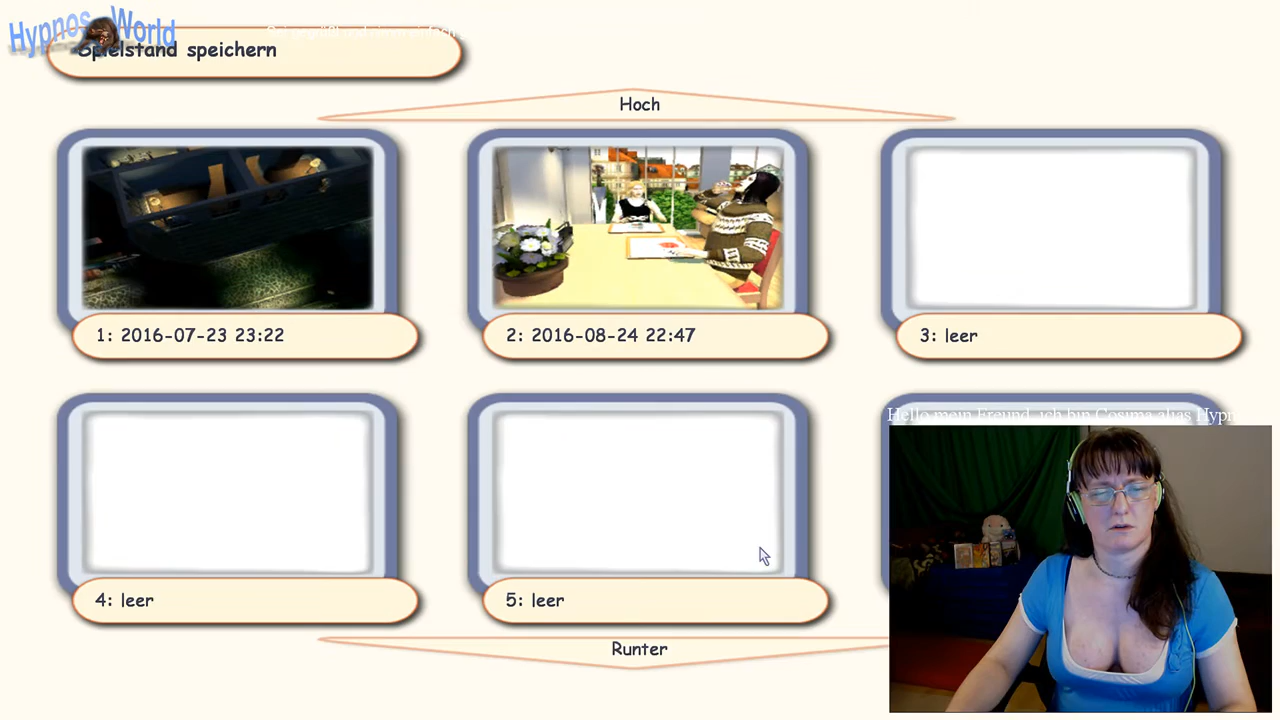 Hypnos World
Spielstand speichern
Hoch
1: 2016-07-23 23:22
2: 2016-08-24 22:47
3: leer
Hello mein Freund, ich bin Cosima alias
4: leer
5: leer
Runter